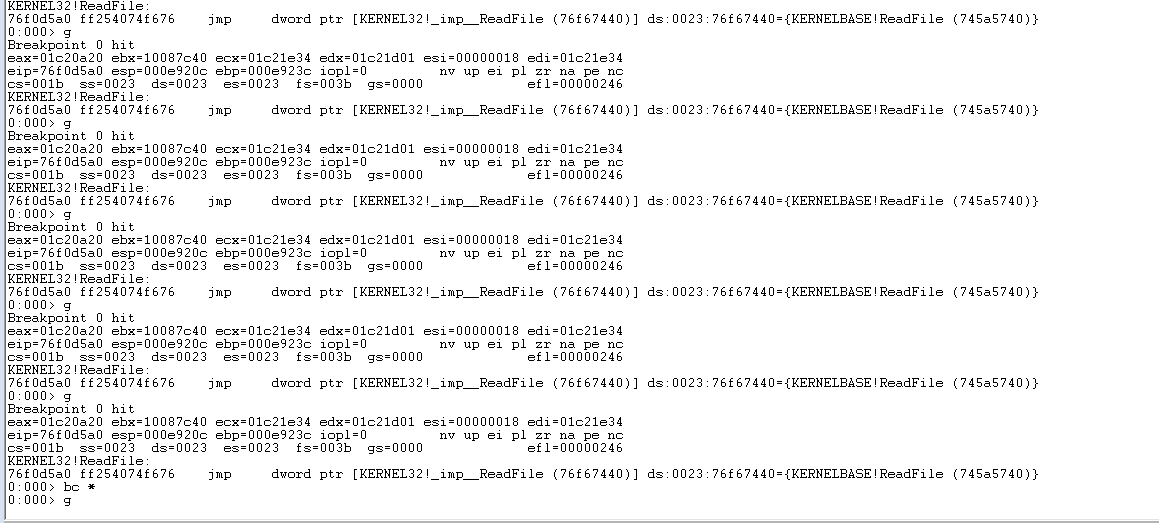 KERNEL32!ReadFile:
76f0d5a0 ff254074f676    jmp     dword ptr [KERNEL32!_imp__ReadFile (76f67440)] ds:0023:76f67440={KERNELBASE!ReadFile (745a5740)}
0:000> g
Breakpoint 0 hit
eax=01c20a20 ebx=10087c40 ecx=01c21e34 edx=01c21d01 esi=00000018 edi=01c21e34
eip=76f0d5a0 esp=000e920c ebp=000e923c iopl=0         nv up ei pl zr na pe nc
cs=001b  ss=0023  ds=0023  es=0023  fs=003b  gs=0000             efl=00000246
KERNEL32!ReadFile:
76f0d5a0 ff254074f676    jmp     dword ptr [KERNEL32!_imp__ReadFile (76f67440)] ds:0023:76f67440={KERNELBASE!ReadFile (745a5740)}
0:000> g
Breakpoint 0 hit
eax=01c20a20 ebx=10087c40 ecx=01c21e34 edx=01c21d01 esi=00000018 edi=01c21e34
eip=76f0d5a0 esp=000e920c ebp=000e923c iopl=0         nv up ei pl zr na pe nc
cs=001b  ss=0023  ds=0023  es=0023  fs=003b  gs=0000             efl=00000246
KERNEL32!ReadFile:
76f0d5a0 ff254074f676    jmp     dword ptr [KERNEL32!_imp__ReadFile (76f67440)] ds:0023:76f67440={KERNELBASE!ReadFile (745a5740)}
0:000> g
Breakpoint 0 hit
eax=01c20a20 ebx=10087c40 ecx=01c21e34 edx=01c21d01 esi=00000018 edi=01c21e34
eip=76f0d5a0 esp=000e920c ebp=000e923c iopl=0         nv up ei pl zr na pe nc
cs=001b  ss=0023  ds=0023  es=0023  fs=003b  gs=0000             efl=00000246
KERNEL32!ReadFile:
76f0d5a0 ff254074f676    jmp     dword ptr [KERNEL32!_imp__ReadFile (76f67440)] ds:0023:76f67440={KERNELBASE!ReadFile (745a5740)}
0:000> g
Breakpoint 0 hit
eax=01c20a20 ebx=10087c40 ecx=01c21e34 edx=01c21d01 esi=00000018 edi=01c21e34
eip=76f0d5a0 esp=000e920c ebp=000e923c iopl=0         nv up ei pl zr na pe nc
cs=001b  ss=0023  ds=0023  es=0023  fs=003b  gs=0000             efl=00000246
KERNEL32!ReadFile:
76f0d5a0 ff254074f676    jmp     dword ptr [KERNEL32!_imp__ReadFile (76f67440)] ds:0023:76f67440={KERNELBASE!ReadFile (745a5740)}
0:000> g
Breakpoint 0 hit
eax=01c20a20 ebx=10087c40 ecx=01c21e34 edx=01c21d01 esi=00000018 edi=01c21e34
eip=76f0d5a0 esp=000e920c ebp=000e923c iopl=0         nv up ei pl zr na pe nc
cs=001b  ss=0023  ds=0023  es=0023  fs=003b  gs=0000             efl=00000246
KERNEL32!ReadFile:
76f0d5a0 ff254074f676    jmp     dword ptr [KERNEL32!_imp__ReadFile (76f67440)] ds:0023:76f67440={KERNELBASE!ReadFile (745a5740)}
0:000> bc *
0:000> g